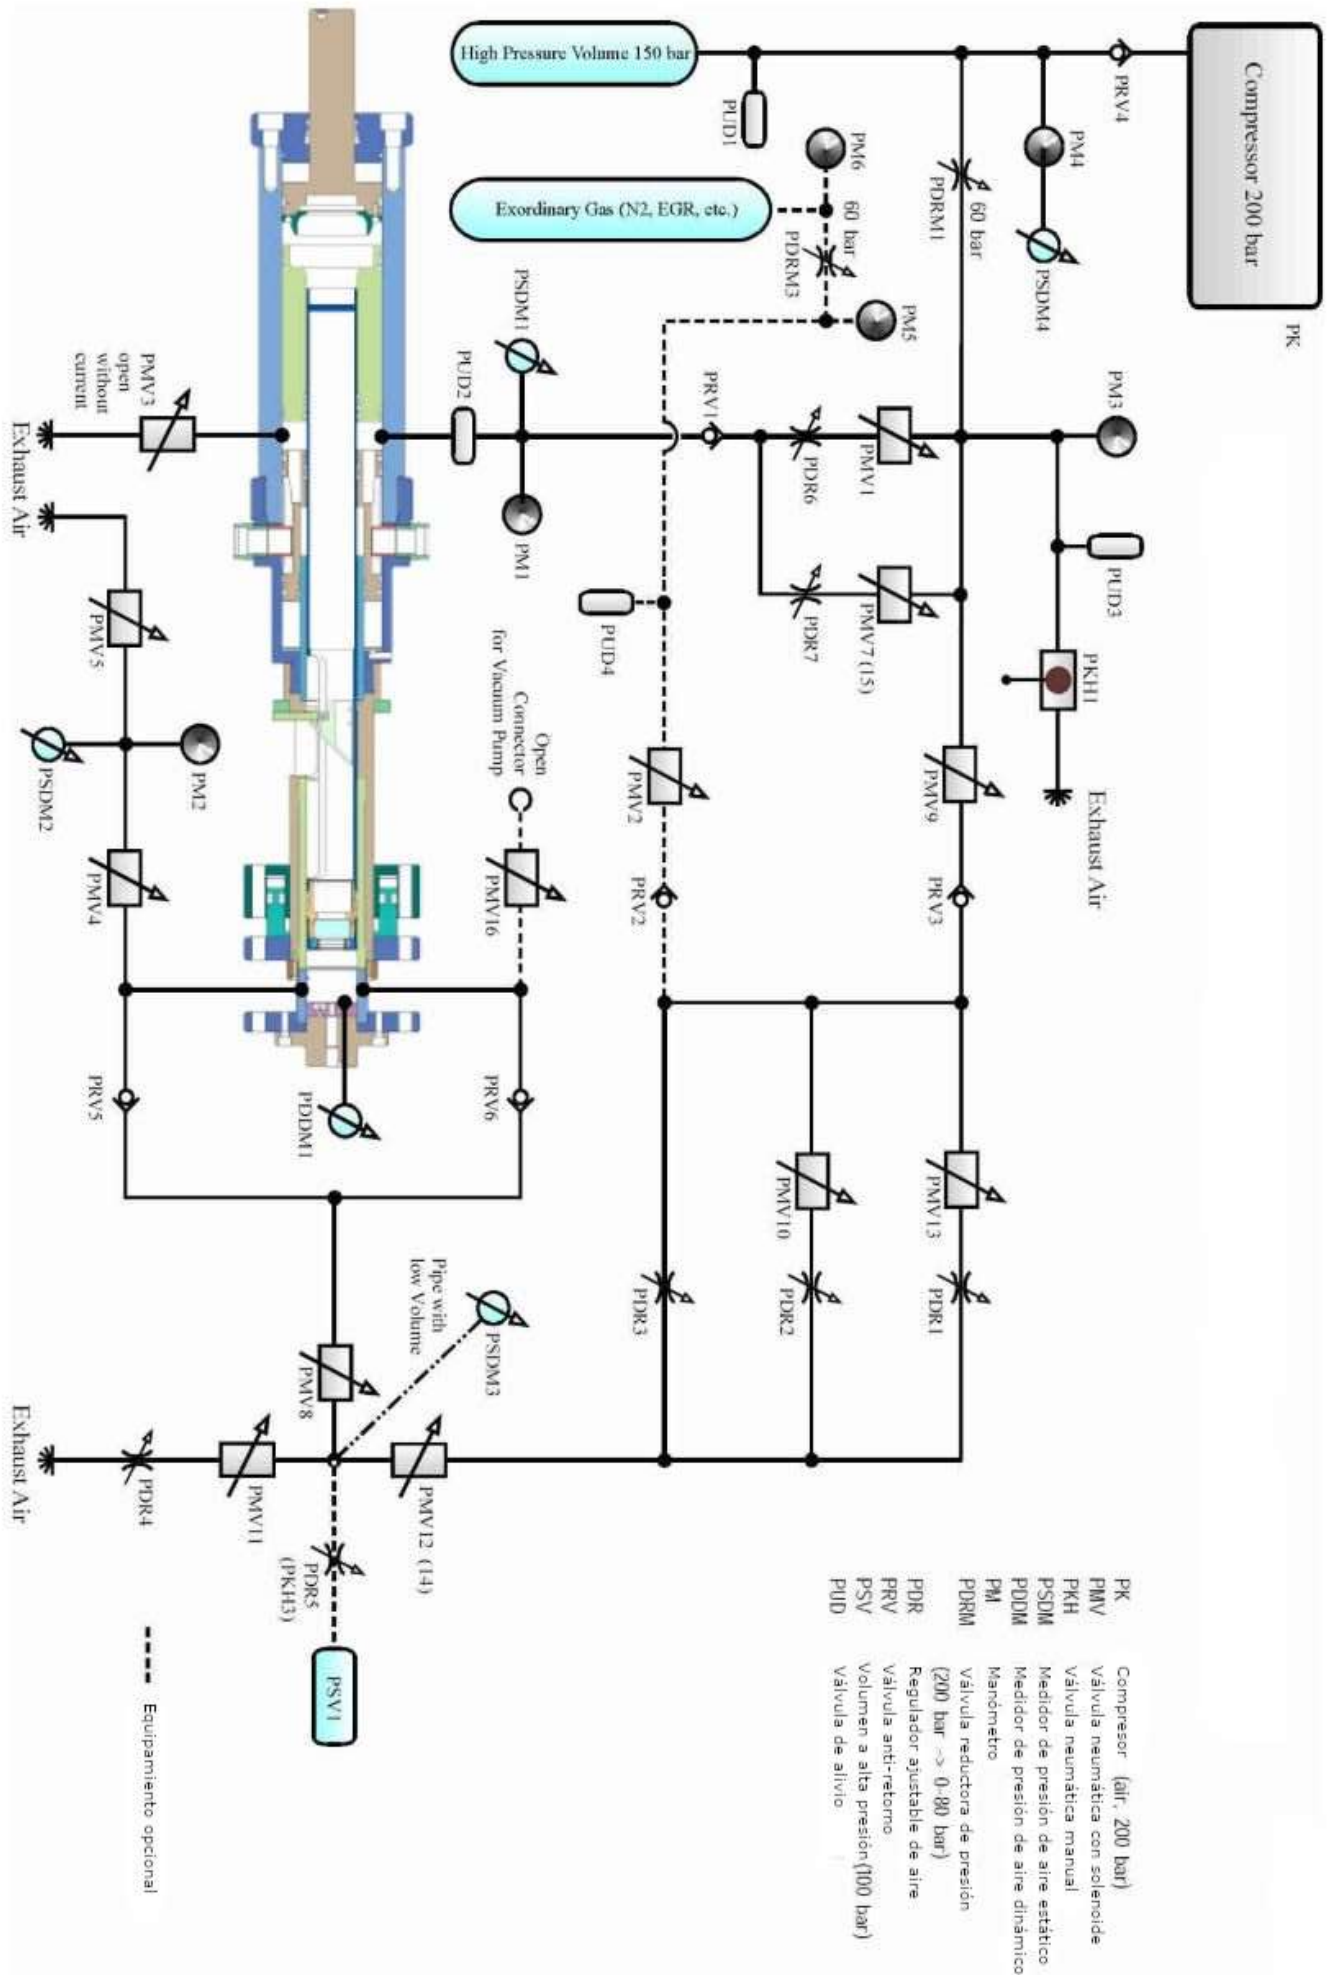 Compressor 200 bar
PK
PRV4
PM4
PSDM4
60 bar
PDRM1
PUD1
High Pressure Volume 150 bar
PM6
60 bar
PDRM3
PM5
Exordinary Gas (N2, EGR, etc.)
PM3
PUD3
PKH1
Exhaust Air
PMV1
PDR6
PRV1
PMV7 (15)
PDR7
PSDM1
PUD2
PM1
PUD4
PMV3
open
without
current
Exhaust Air
PMV5
PM2
PSDM2
PMV4
Open
Connector
for Vacuum Pump
PMV16
PMV2
PMV9
PRV2
PRV3
PRV5
PRV6
PDDM1
PMV13
PMV10
PDR1
PDR2
PDR3
PSDM3
Pipe with
low Volume
PMV8
PMV12 (14)
PMV11
PDR4
Exhaust Air
PDR5
(PKH3)
PSV1
PK Compresor (air, 200 bar)
PMV Válvula neumática con solenoide
PKH Válvula neumática manual
PSDM Medidor de presión de aire estático
PDDM Medidor de presión de aire dinámico
PM Manómetro
PDRM Válvula reductora de presión
(200 bar -> 0-80 bar)
PDR Regulador ajustable de aire
PRV Válvula anti-retorno
PSV Volumen a alta presión(100 bar)
PUD Válvula de alivio
Equipamiento opcional